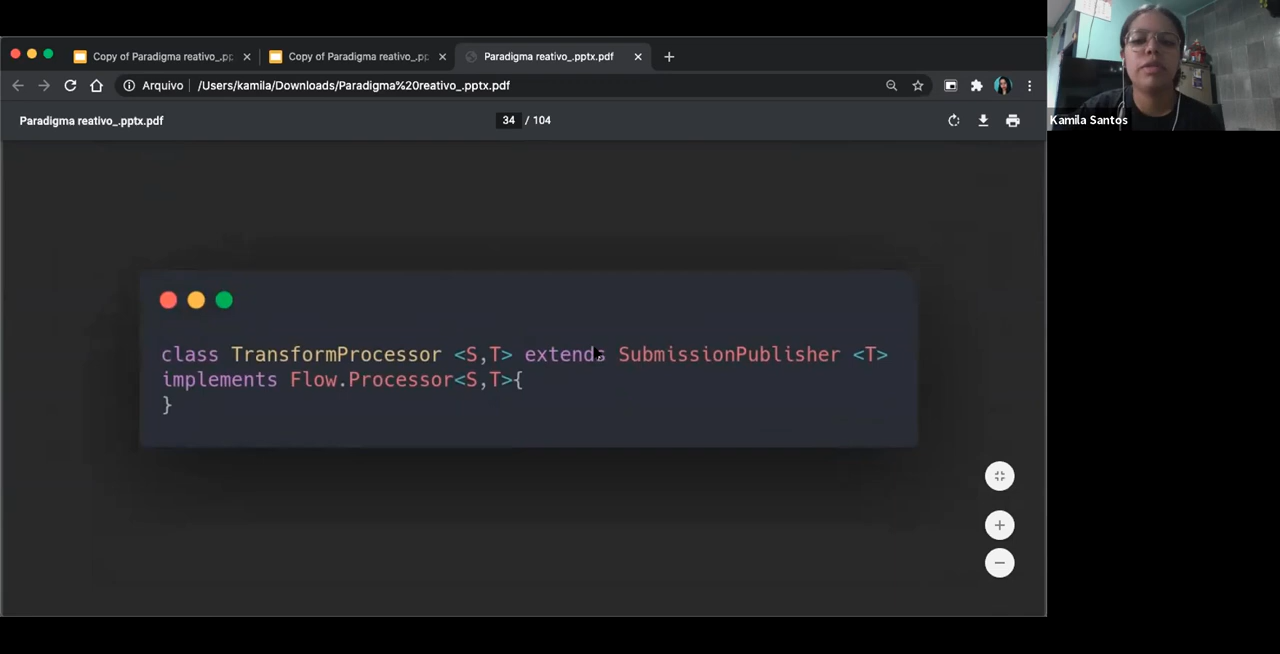 Copy of Paradigma reativo_.pp
Copy of Paradigma reativo_.pp
Paradigma reativo_.pptx.pdf
Arquivo
/Users/kamila/Downloads/Paradigma%20reativo_.pptx.pdf
Paradigma reativo_.pptx.pdf
34 / 104
Kamila Santos
class TransformProcessor <S,T> extends SubmissionPublisher <T>
implements Flow.Processor<S,T>{
}